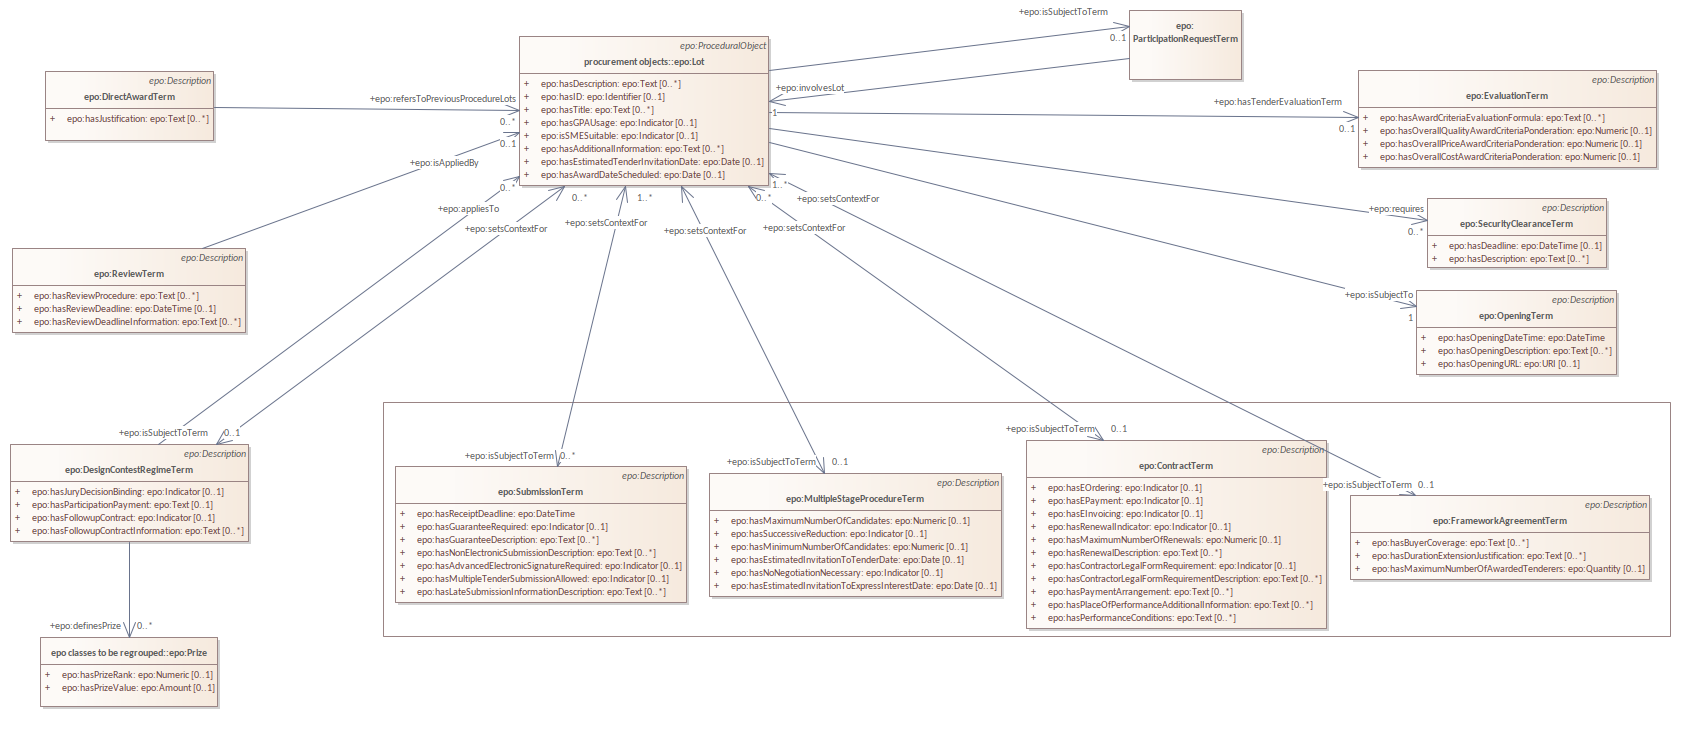 +epo:isSubjectToTerm
0..1
epo:
ParticipationRequestTerm
epo:ProceduralObject
procurement objects::epo:Lot
+ epo:hasDescription: epo:Text [0..*]
+ epo:hasID: epo:Identifier [0..1]
+ epo:hasTitle: epo:Text [0..*]
+ epo:hasGPAUsage: epo:Indicator [0..1]
+ epo:isSMESuitable: epo:Indicator [0..1]
+ epo:hasAdditionalInformation: epo:Text [0..*]
+ epo:hasEstimatedTenderInvitationDate: epo:Date [0..1]
+ epo:hasAwardDateScheduled: epo:Date [0..1]
epo:Description
epo:DirectAwardTerm
+ epo:hasJustification: epo:Text [0..*]
+epo:refersToPreviousProcedureLots
0..*
+epo:involvesLot
1
+epo:hasTenderEvaluationTerm
0..1
epo:Description
epo:EvaluationTerm
+ epo:hasAwardCriteriaEvaluationFormula: epo:Text [0..*]
+ epo:hasOverallQualityAwardCriteriaPonderation: epo:Numeric [0..1]
+ epo:hasOverallPriceAwardCriteriaPonderation: epo:Numeric [0..1]
+ epo:hasOverallCostAwardCriteriaPonderation: epo:Numeric [0..1]
0..1
+epo:isAppliedBy
0..*
+epo:appliesTo
+epo:setsContextFor
0..*
+epo:setsContextFor
1..*
+epo:setsContextFor
+epo:setsContextFor
0..*
1..*
+epo:setsContextFor
+epo:requires
0..*
epo:Description
epo:SecurityClearanceTerm
+ epo:hasDeadline: epo:DateTime [0..1]
+ epo:hasDescription: epo:Text [0..*]
epo:Description
epo:ReviewTerm
+ epo:hasReviewProcedure: epo:Text [0..*]
+ epo:hasReviewDeadline: epo:DateTime [0..1]
+ epo:hasReviewDeadlineInformation: epo:Text [0..*]
+epo:isSubjectTo
1
epo:Description
epo:OpeningTerm
+ epo:hasOpeningDateTime: epo:DateTime
+ epo:hasOpeningDescription: epo:Text [0..*]
+ epo:hasOpeningURL: epo:URI [0..1]
+epo:isSubjectToTerm
0..1
epo:Description
epo:DesignContestRegimeTerm
+ epo:hasJuryDecisionBinding: epo:Indicator [0..1]
+ epo:hasParticipationPayment: epo:Text [0..1]
+ epo:hasFollowupContract: epo:Indicator [0..1]
+ epo:hasFollowupContractInformation: epo:Text [0..*]
+epo:isSubjectToTerm
0..*
epo:Description
epo:SubmissionTerm
+ epo:hasReceiptDeadline: epo:DateTime
+ epo:hasGuaranteeRequired: epo:Indicator [0..1]
+ epo:hasGuaranteeDescription: epo:Text [0..*]
+ epo:hasNonElectronicSubmissionDescription: epo:Text [0..*]
+ epo:hasAdvancedElectronicSignatureRequired: epo:Indicator [0..1]
+ epo:hasMultipleTenderSubmissionAllowed: epo:Indicator [0..1]
+ epo:hasLateSubmissionInformationDescription: epo:Text [0..*]
+epo:isSubjectToTerm
0..1
epo:Description
epo:MultipleStageProcedureTerm
+ epo:hasMaximumNumberOfCandidates: epo:Numeric [0..1]
+ epo:hasSuccessiveReduction: epo:Indicator [0..1]
+ epo:hasMinimumNumberOfCandidates: epo:Numeric [0..1]
+ epo:hasEstimatedInvitationToTenderDate: epo:Date [0..1]
+ epo:hasNoNegotiationNecessary: epo:Indicator [0..1]
+ epo:hasEstimatedInvitationToExpressInterestDate: epo:Date [0..1]
+epo:isSubjectToTerm
0..1
epo:Description
epo:ContractTerm
+ epo:hasEOrdering: epo:Indicator [0..1]
+ epo:hasEPayment: epo:Indicator [0..1]
+ epo:hasEInvoicing: epo:Indicator [0..1]
+ epo:hasRenewalIndicator: epo:Indicator [0..1]
+ epo:hasMaximumNumberOfRenewals: epo:Numeric [0..1]
+ epo:hasRenewalDescription: epo:Text [0..*]
+ epo:hasContractorLegalFormRequirement: epo:Indicator [0..1]
+ epo:hasContractorLegalFormRequirementDescription: epo:Text [0..*]
+ epo:hasPaymentArrangement: epo:Text [0..*]
+ epo:hasPlaceOfPerformanceAdditionalInformation: epo:Text [0..*]
+ epo:hasPerformanceConditions: epo:Text [0..*]
+epo:isSubjectToTerm
0..1
epo:Description
epo:FrameworkAgreementTerm
+ epo:hasBuyerCoverage: epo:Text [0..*]
+ epo:hasDurationExtensionJustification: epo:Text [0..*]
+ epo:hasMaximumNumberOfAwardedTenderers: epo:Quantity [0..1]
+epo:definesPrize
0..*
epo classes to be regrouped::epo:Prize
+ epo:hasPrizeRank: epo:Numeric [0..1]
+ epo:hasPrizeValue: epo:Amount [0..1]